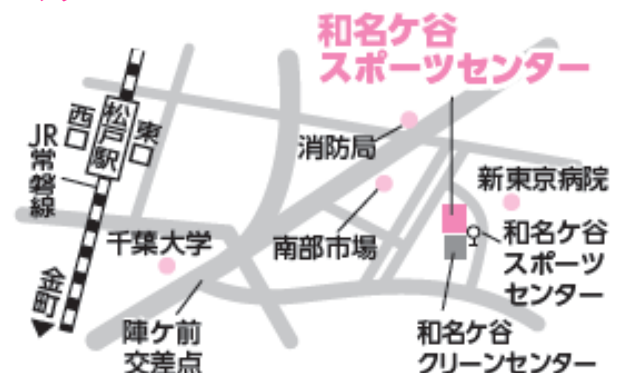 和名ケ谷
スポーツセンター
松戸駅
西口
東口
JR常磐線
金町
消防局
新東京病院
千葉大学
南部市場
和名ケ谷
スポーツ
センター
陣ケ前
交差点
和名ケ谷
クリーンセンター